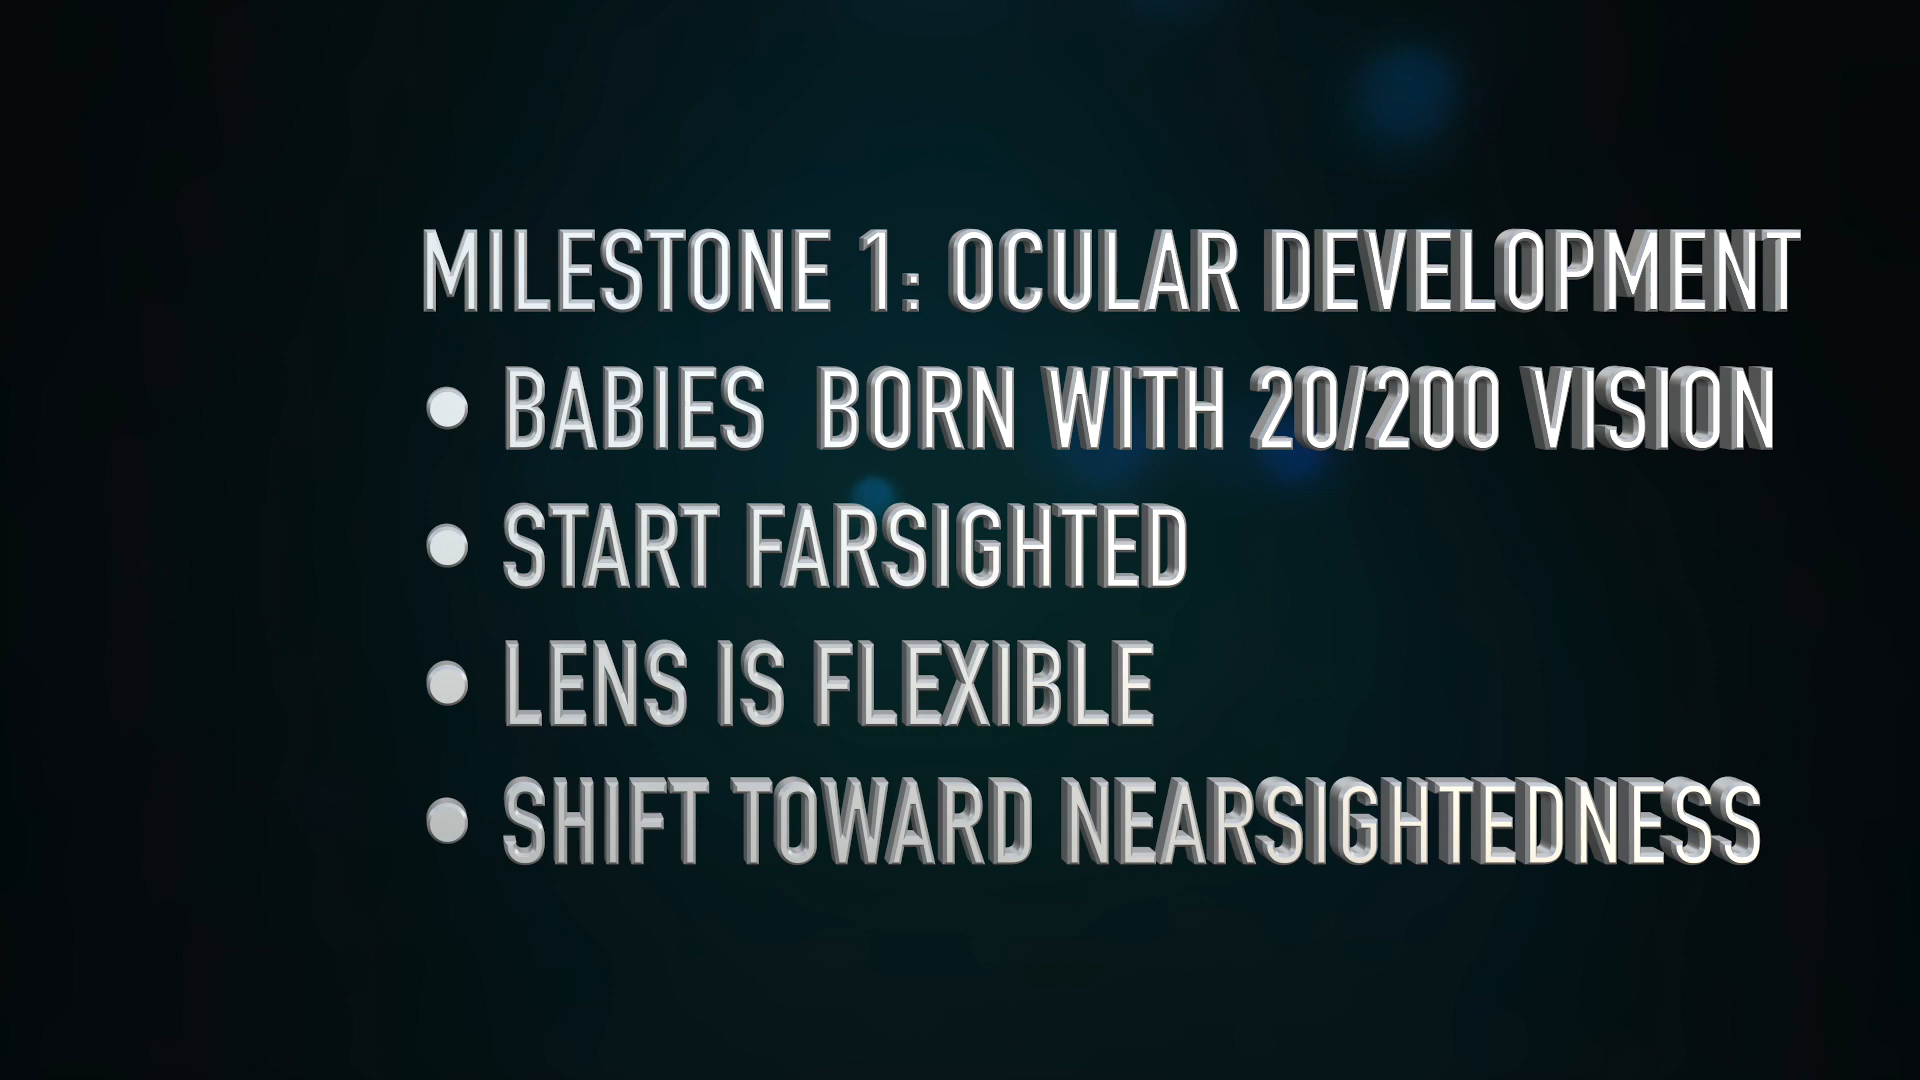 MILESTONE 1: OCULAR DEVELOPMENT
• BABIES  BORN WITH 20/200 VISION
• START FARSIGHTED
• LENS IS FLEXIBLE
• SHIFT TOWARD NEARSIGHTEDNESS